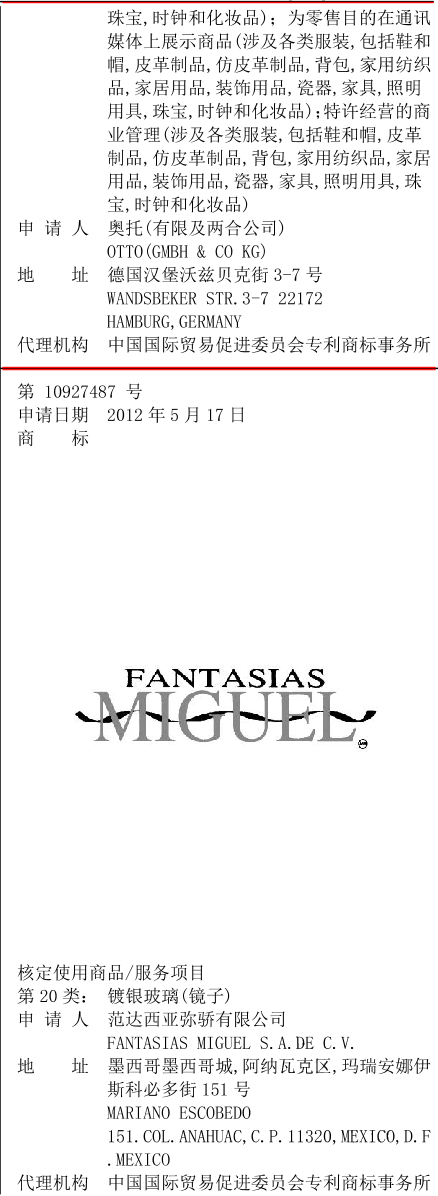 珠宝,时钟和化妆品); 为零售目的在通讯
媒体上展示商品(涉及各类服装,包括鞋和
帽,皮革制品,仿皮革制品,背包,家用纺织
品,家居用品,装饰用品,瓷器,家具,照明
用具,珠宝,时钟和化妆品);特许经营的商
业管理(涉及各类服装,包括鞋和帽,皮革
制品,仿皮革制品,背包,家用纺织品,家居
用品,装饰用品,瓷器,家具,照明用具,珠
宝,时钟和化妆品)
申 请 人 奥托(有限及两合公司)
OTTO(GMBH & CO KG)
地 址 德国汉堡沃兹贝克街 3-7 号
WANDSBEKER STR.3-7 22172
HAMBURG,GERMANY
代理机构 中国国际贸易促进委员会专利商标事务所
第 10927487 号
申请日期 2012 年 5 月 17 日
商 标
FANTASIAS
MIGUEL
核定使用商品/服务项目
第 20 类: 镀银玻璃(镜子)
申 请 人 范达西亚弥骄有限公司
FANTASIAS MIGUEL S.A.DE C.V.
地 址 墨西哥墨西哥城,阿纳瓦克区,玛瑞安娜伊
斯科必多街 151 号
MARIANO ESCOBEDO
151.COL.ANAHUAC,C.P.11320,MEXICO,D.F
.MEXICO
代理机构 中国国际贸易促进委员会专利商标事务所